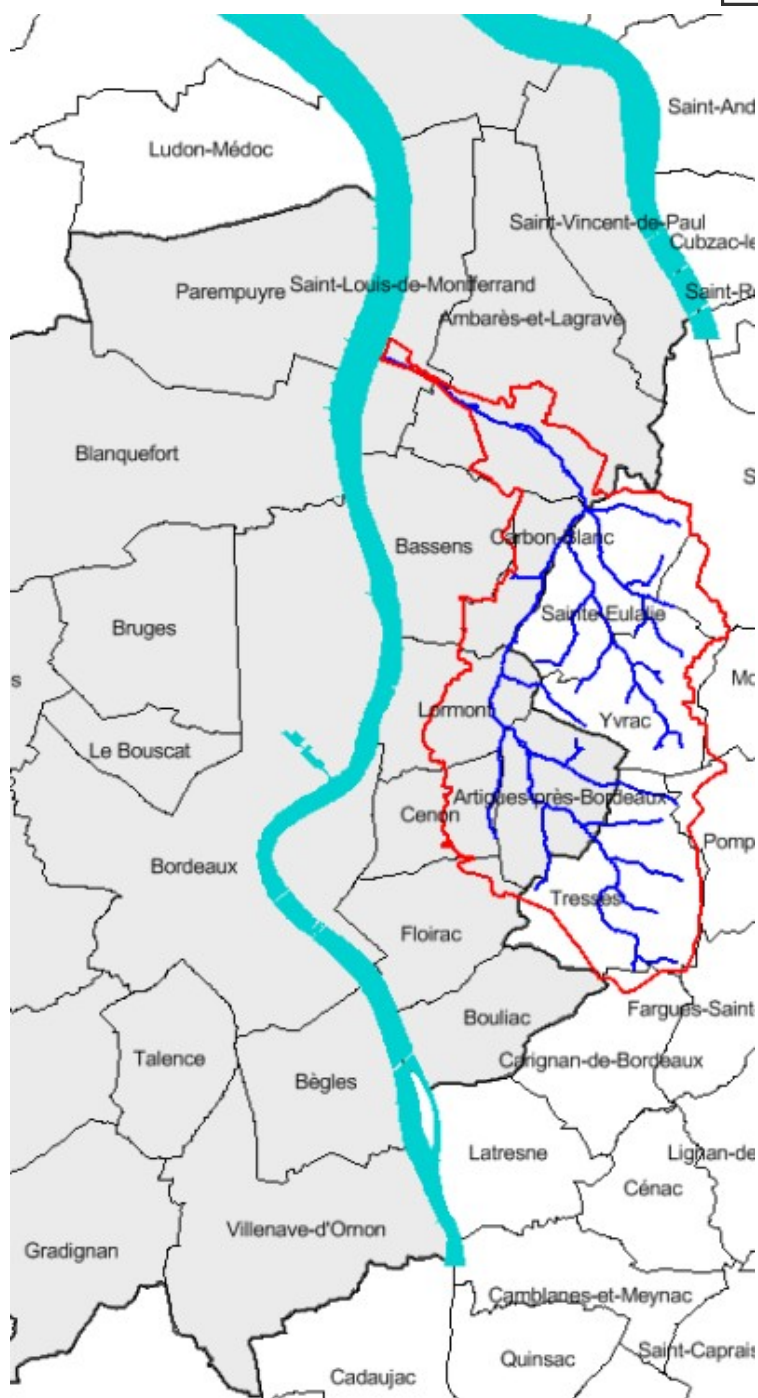 Saint-And
Ludon-Médoc
Saint-Vincent-de-Paul
Cubzac-le
Parempuyre
Saint-Louis-de-Montferrand
Saint-R
Ambarès-et-Lagrave
Blanquefort
S
Carbon-Blanc
Bassens
Sainte-Eulalie
Bruges
s
Mo
Lormont
Yvrac
Le Bouscat
Artigues-près-Bordeaux
Cenon
Pomp
Bordeaux
Tresses
Floirac
Fargues-Saint-
Bouliac
Talence
Carignan-de-Bordeaux
Bègles
Latresne
Lignan-de
Cénac
Villenave-d'Ornon
Gradignan
Camblanes-et-Meynac
Saint-Caprais
Quinsac
Cadaujac